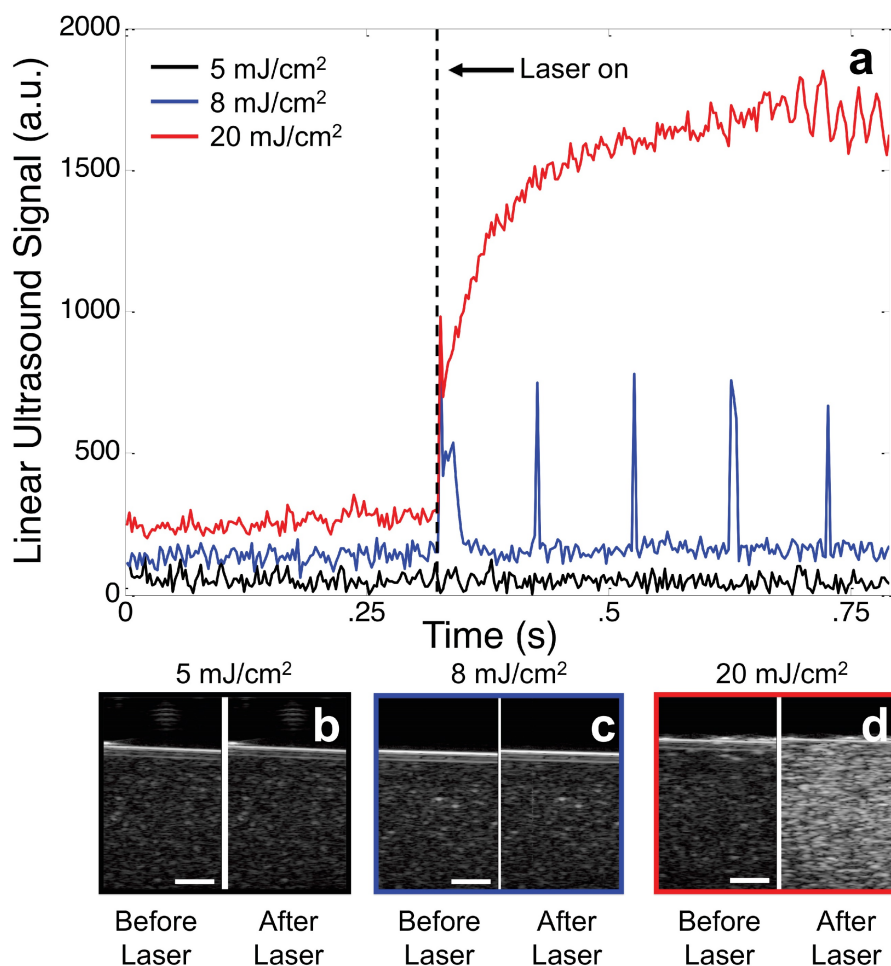 2000
1500
1000
500
0
Linear Ultrasound Signal (a.u.)
5 mJ/cm²
8 mJ/cm²
20 mJ/cm²
Laser on
a
0
.25
.5
.75
Time (s)
5 mJ/cm²
8 mJ/cm²
20 mJ/cm²
b
c
d
Before
Laser
After
Laser
Before
Laser
After
Laser
Before
Laser
After
Laser